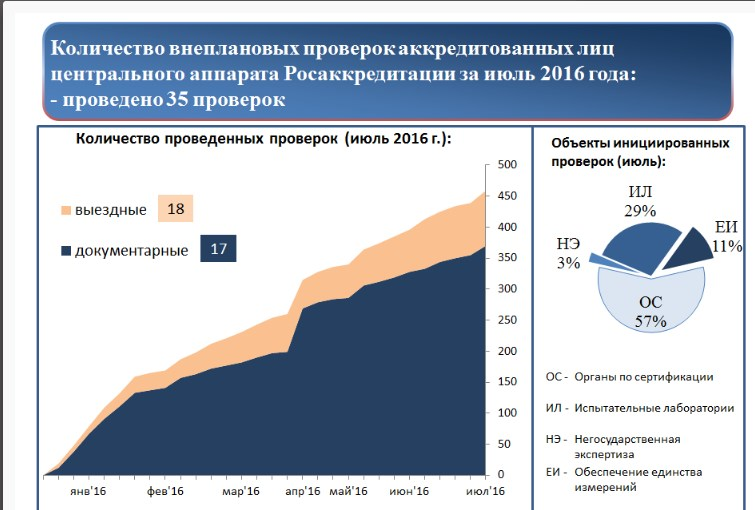 Количество внеплановых проверок аккредитованных лиц
центрального аппарата Росаккредитации за июль 2016 года:
- проведено 35 проверок
Количество проведенных проверок (июль 2016 г.):
выездные 18
документарные 17
500
450
400
350
300
250
200
150
100
50
0
янв'16 фев'16 мар'16 апр'16 май'16 июн'16 июл'16
Объекты инициированных
проверок (июль):
ИЛ
29%
ЕИ
11%
НЭ
3%
ОС
57%
ОС - Органы по сертификации
ИЛ - Испытательные лаборатории
НЭ - Негосударственная
экспертиза
ЕИ - Обеспечение единства
измерений